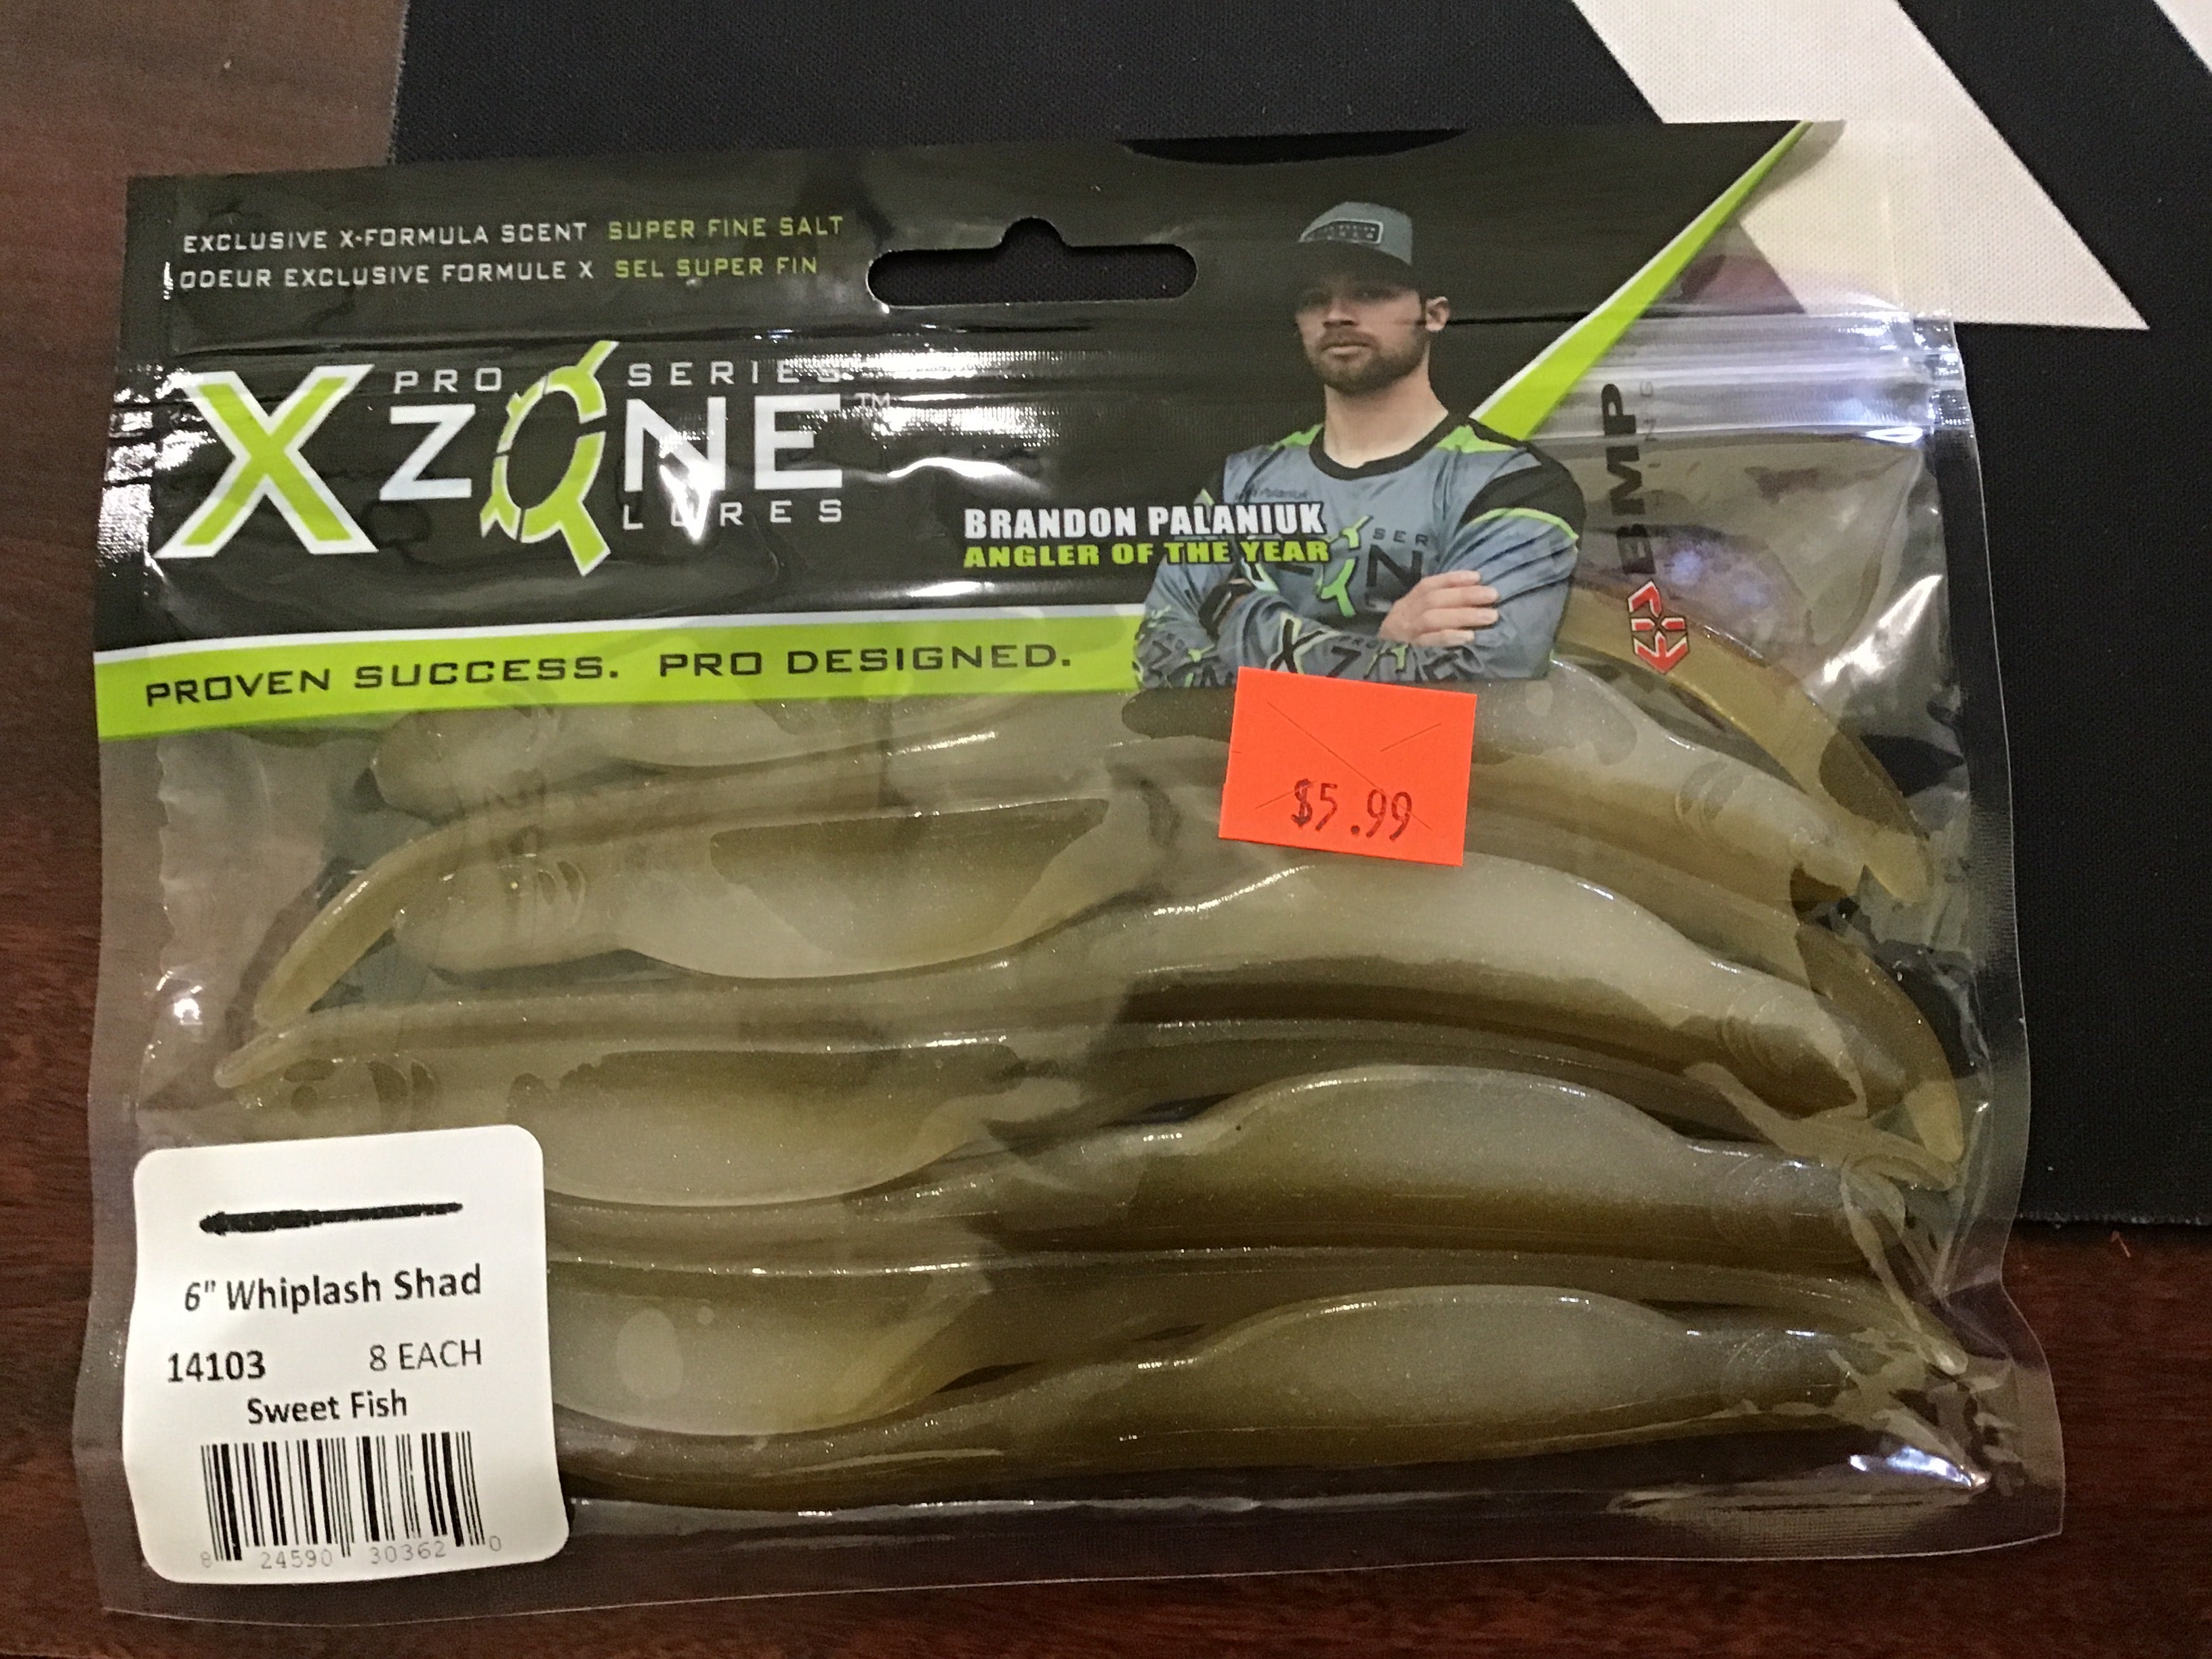 EXCLUSIVE X-FORMULA SCENT SUPER FINE SALT
ODEUR EXCLUSIVE FORMULE X SEL SUPER FIN
PRO SERIES
X ZONE™
LURES
BRANDON PALANIUK
ANGLER OF THE YEAR
PROVEN SUCCESS. PRO DESIGNED.
BMP
$5.99
6" Whiplash Shad
14103 8 EACH
Sweet Fish
8 24590 30362 0